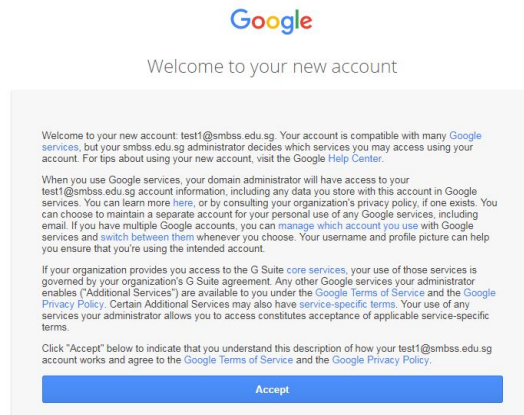 Google
Welcome to your new account
Welcome to your new account: test1@smbss.edu.sg. Your account is compatible with many Google
services, but your smbss.edu.sg administrator decides which services you may access using your
account. For tips about using your new account, visit the Google Help Center.
When you use Google services, your domain administrator will have access to your
test1@smbss.edu.sg account information, including any data you store with this account in Google
services. You can learn more here, or by consulting your organization's privacy policy, if one exists. You
can choose to maintain a separate account for your personal use of any Google services, including
email. If you have multiple Google accounts, you can manage which account you use with Google
services and switch between them whenever you choose. Your username and profile picture can help
you ensure that you're using the intended account.
If your organization provides you access to the G Suite core services, your use of those services is
governed by your organization's G Suite agreement. Any other Google services your administrator
enables ("Additional Services") are available to you under the Google Terms of Service and the Google
Privacy Policy. Certain Additional Services may also have service-specific terms. Your use of any
services your administrator allows you to access constitutes acceptance of applicable service-specific
terms.
Click "Accept" below to indicate that you understand this description of how your test1@smbss.edu.sg
account works and agree to the Google Terms of Service and the Google Privacy Policy.
Accept